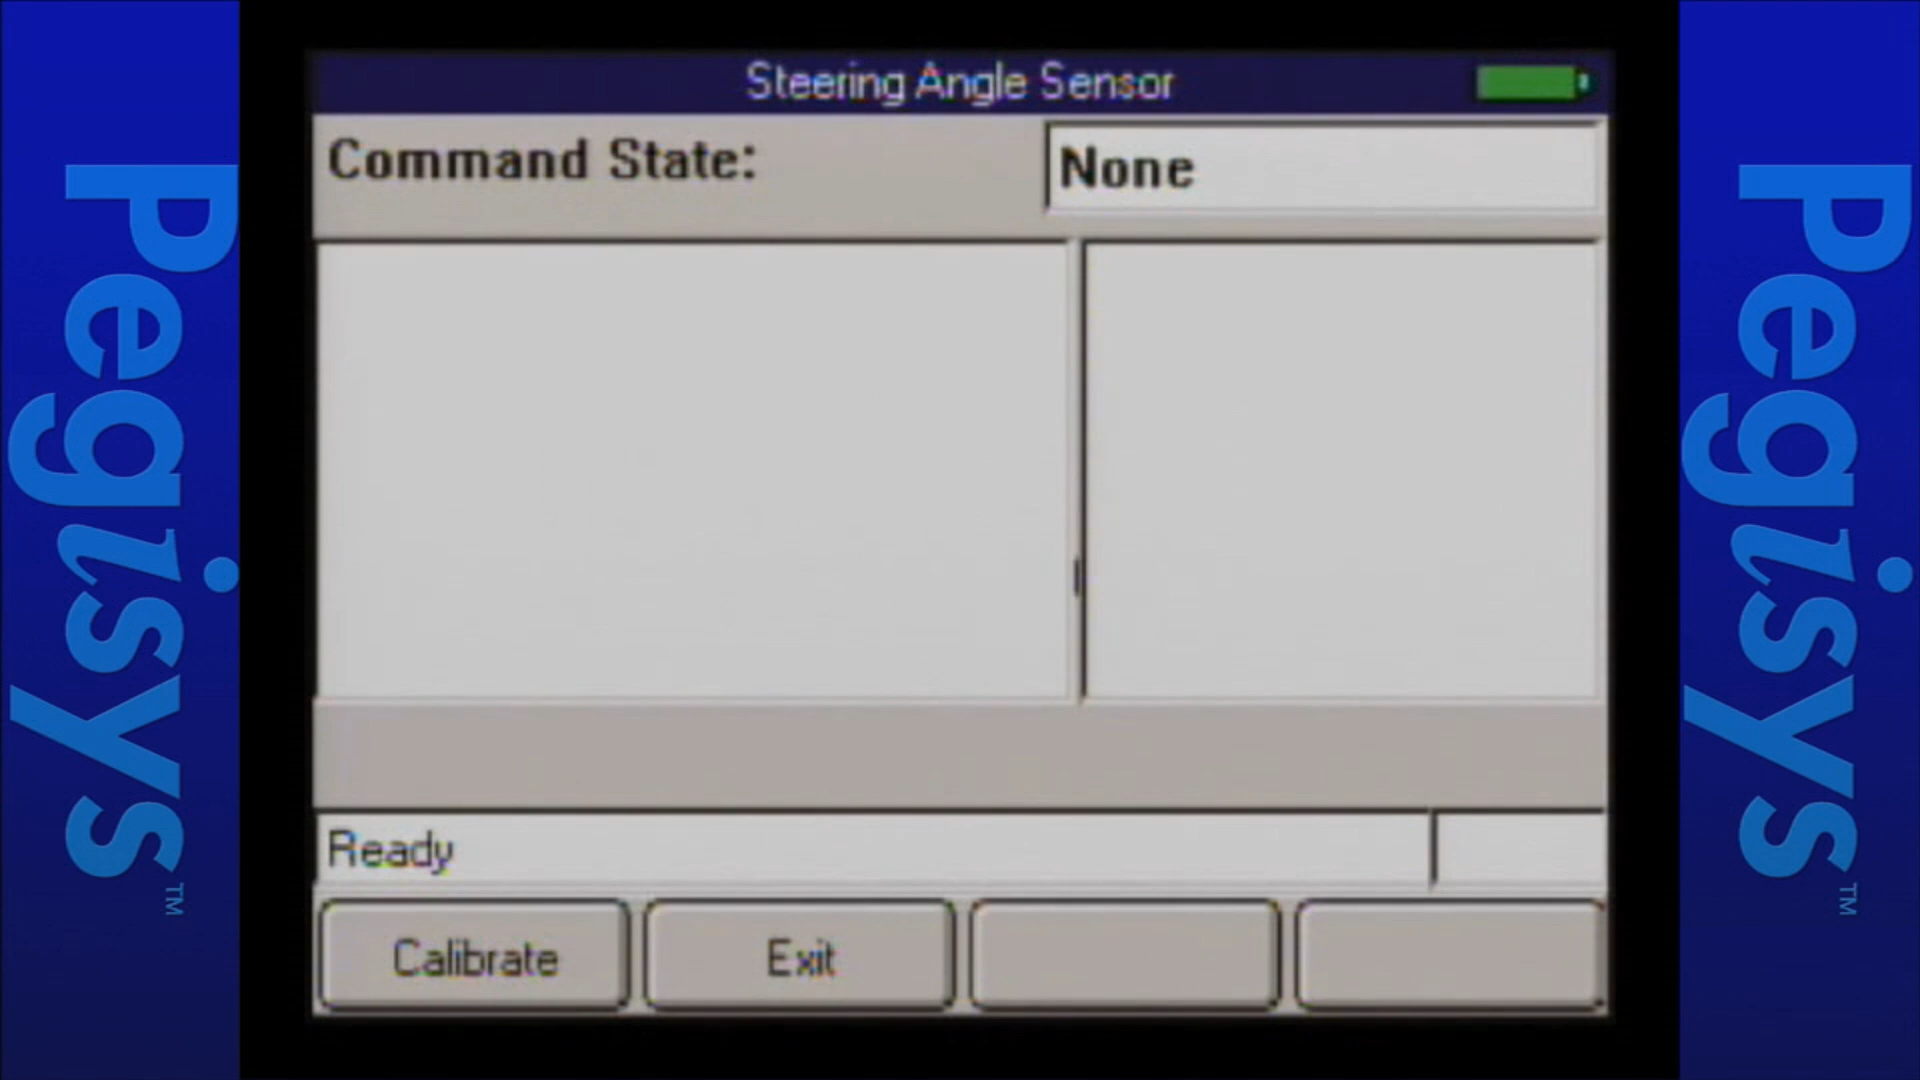 Pegisys™
Steering Angle Sensor
Command State:
None
Ready
Calibrate
Exit
Pegisys™